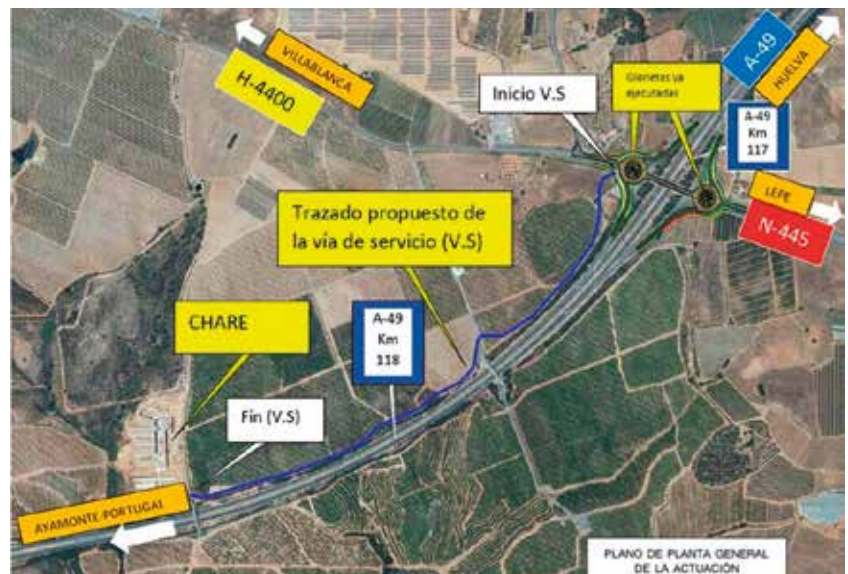 VILLABLANCA
H-4400
Inicio V.S
Glorietas ya
ejecutadas
A-49
HUELVA
A-49
Km
117
LEPE
N-445
Trazado propuesto de
la vía de servicio (V.S)
CHARE
A-49
Km
118
Fin (V.S)
AYAMONTE-PORTUGAL
PLANO DE PLANTA GENERAL
DE LA ACTUACIÓN